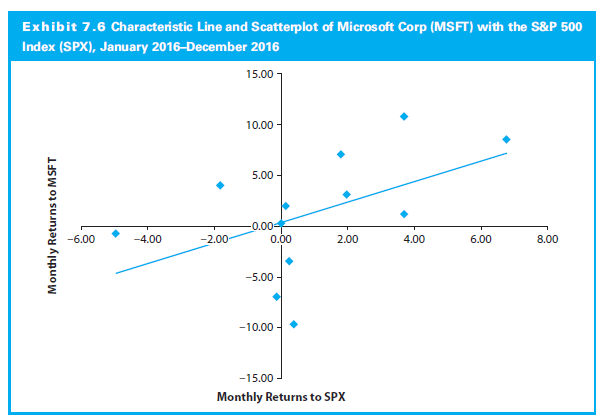 Exhibit 7.6 Characteristic Line and Scatterplot of Microsoft Corp (MSFT) with the S&P 500
Index (SPX), January 2016–December 2016
15.00
10.00
5.00
0.00
−5.00
−10.00
−15.00
Monthly Returns to MSFT
−6.00 −4.00 −2.00 0.00 2.00 4.00 6.00 8.00
Monthly Returns to SPX